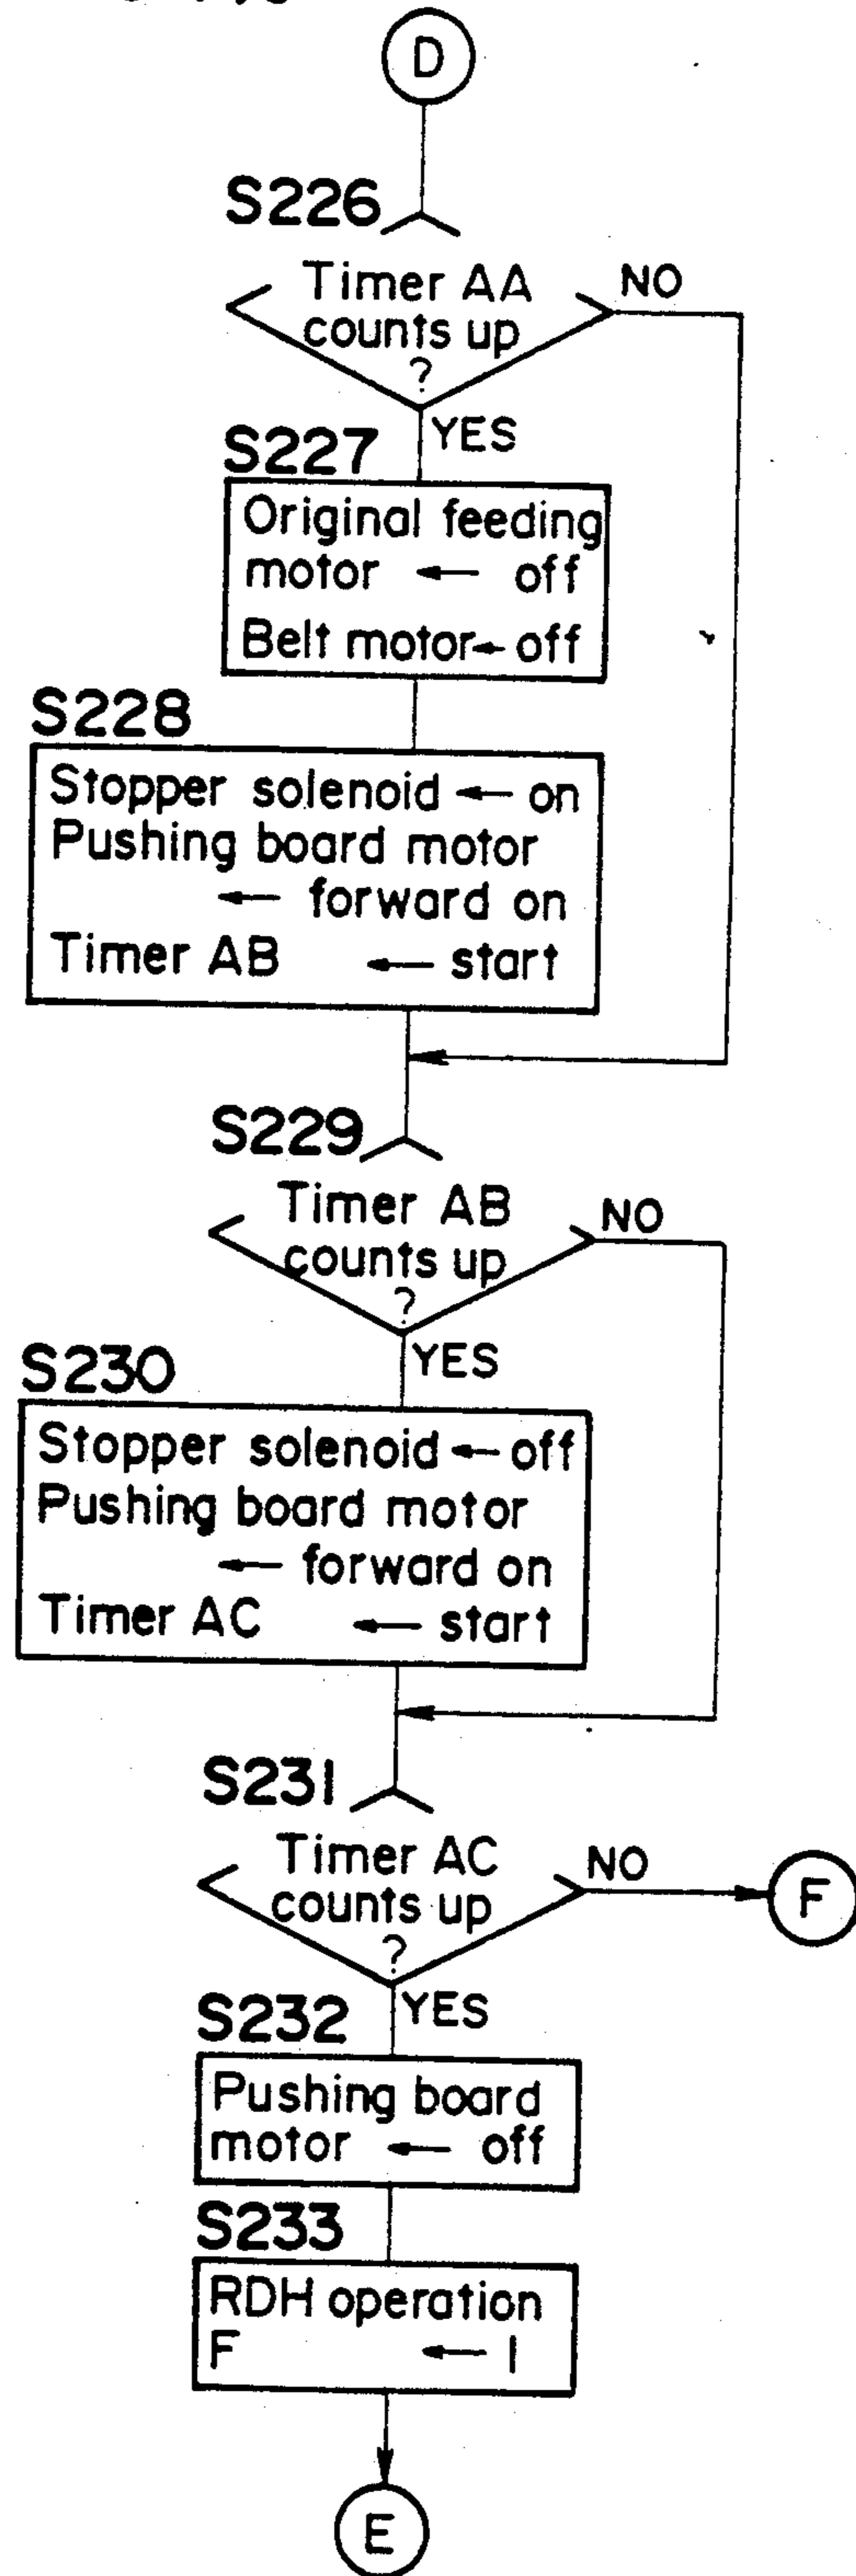 D
S226
Timer AA
counts up
?
NO
YES
S227
Original feeding
motor ← off
Belt motor ← off
S228
Stopper solenoid ← on
Pushing board motor
← forward on
Timer AB ← start
S229
Timer AB
counts up
?
NO
YES
S230
Stopper solenoid ← off
Pushing board motor
← forward on
Timer AC ← start
S231
Timer AC
counts up
?
NO
F
YES
S232
Pushing board
motor ← off
S233
RDH operation
F ← 1
E